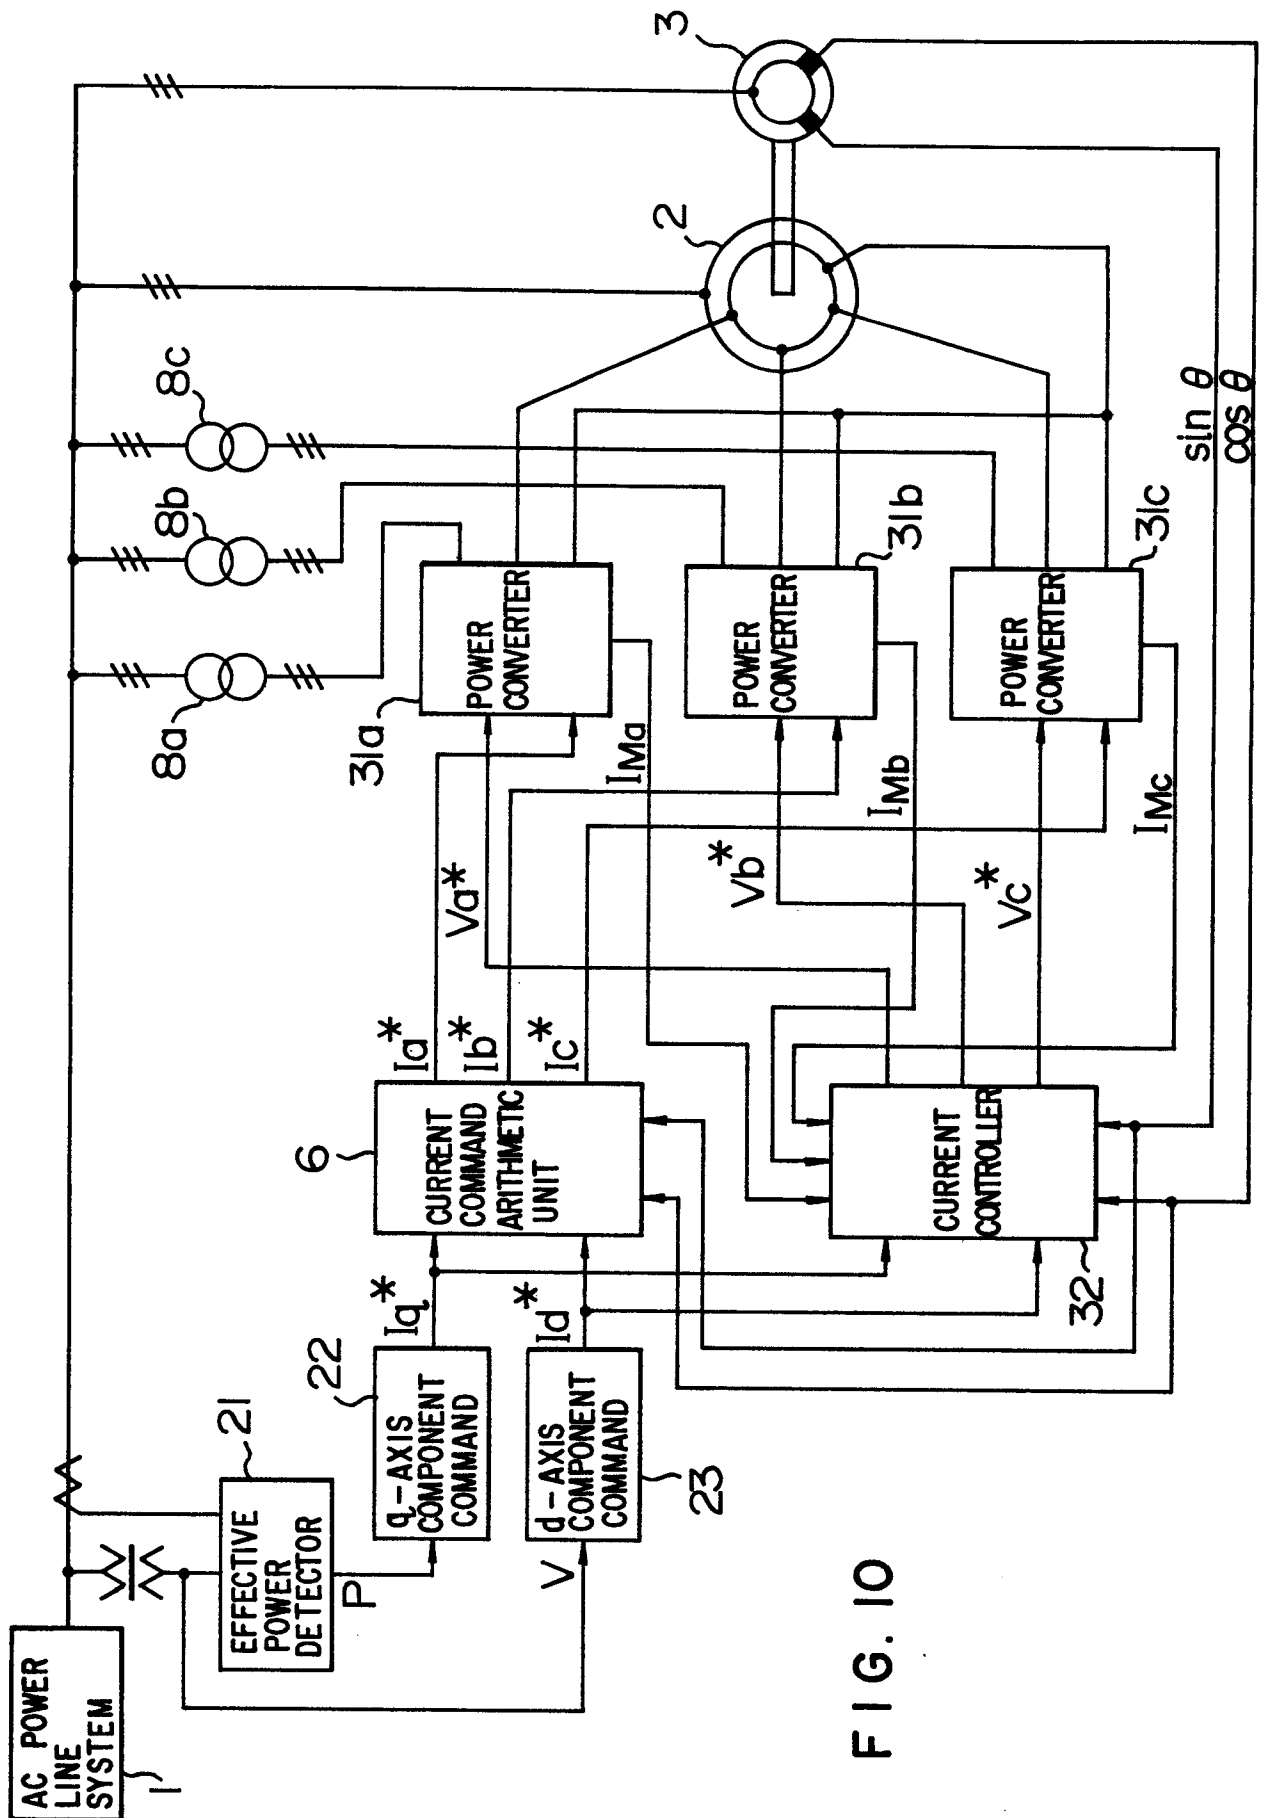 AC POWER
LINE
SYSTEM
1
EFFECTIVE
POWER
DETECTOR
21
P
V
q-AXIS
COMPONENT
COMMAND
22
d-AXIS
COMPONENT
COMMAND
23
Iq*
Id*
CURRENT
COMMAND
ARITHMETIC
UNIT
6
CURRENT
CONTROLLER
32
Ia*
Ib*
Ic*
Va*
Vb*
Vc*
IMa
IMb
IMc
POWER
CONVERTER
31a
POWER
CONVERTER
31b
POWER
CONVERTER
31c
8a
8b
8c
2
3
sin θ
cos θ
FIG. 10